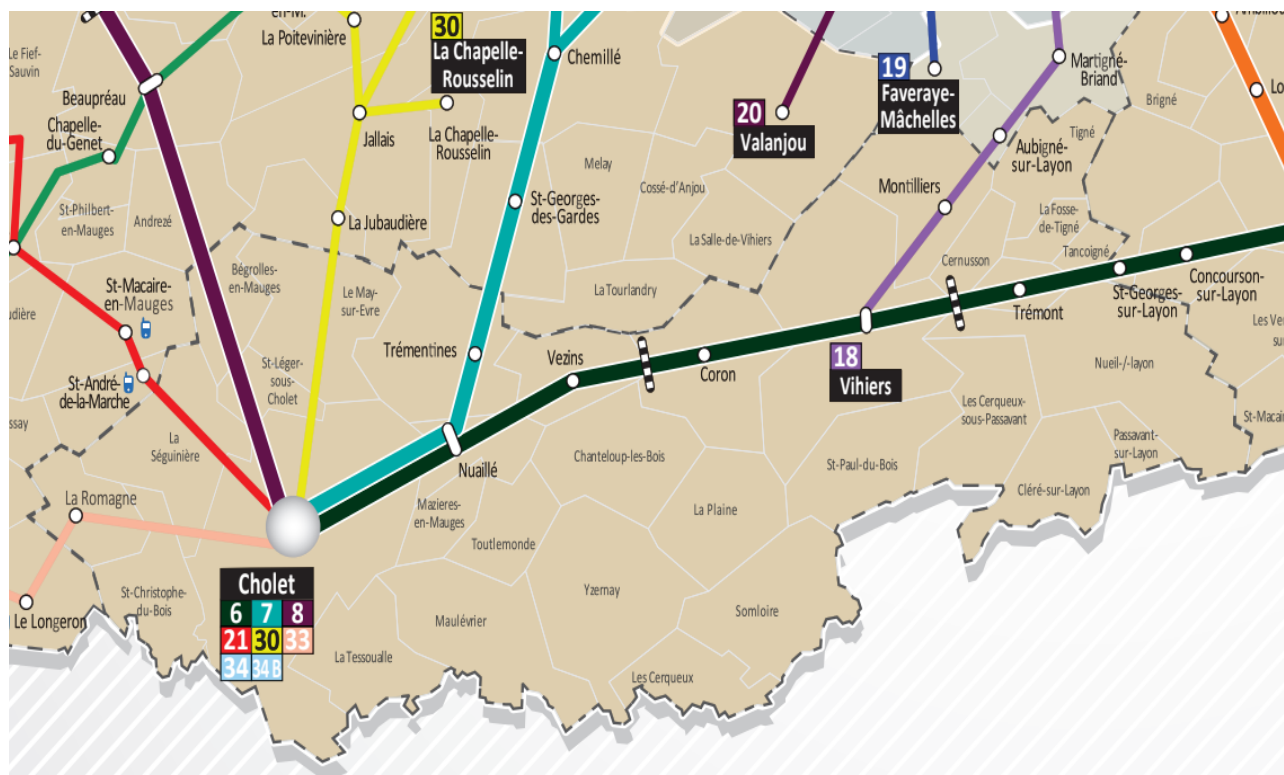 en-M.
La Poitevinière
30
La Chapelle-
Rousselin
Chemillé
19
Faveraye-
Mâchelles
Martigné-
Briand
Le Fief-
Sauvin
Beaupréau
Chapelle-
du-Genet
Jallais
La Chapelle-
Rousselin
20
Valanjou
Brigné
Tigné
Aubigné-
sur-Layon
Melay
Cossé-d'Anjou
Montilliers
St-Philbert-
en-Mauges
Andrezé
La Jubaudière
St-Georges-
des-Gardes
La Salle-de-Vihiers
La Fosse-
de-Tigné
Tancoigné
Cernusson
Bégrolles-
en-Mauges
Le May-
sur-Evre
La Tourlandry
St-Macaire-
en-Mauges
Trémont
St-Georges-
sur-Layon
Concourson-
sur-Layon
Trémentines
Vezins
Coron
18
Vihiers
Nueil-/-layon
St-André-
de-la-Marche
St-Léger-
sous-
Cholet
La
Séguinière
Nuaillé
Chanteloup-les-Bois
St-Paul-du-Bois
Les Cerqueux-
sous-Passavant
Passavant-
sur-Layon
Cléré-sur-Layon
La Romagne
Mazieres-
en-Mauges
Toutlemonde
La Plaine
Cholet
6 7 8
21 30 33
34 34 B
St-Christophe-
du-Bois
Le Longeron
Yzernay
Somloire
Maulévrier
La Tessoualle
Les Cerqueux